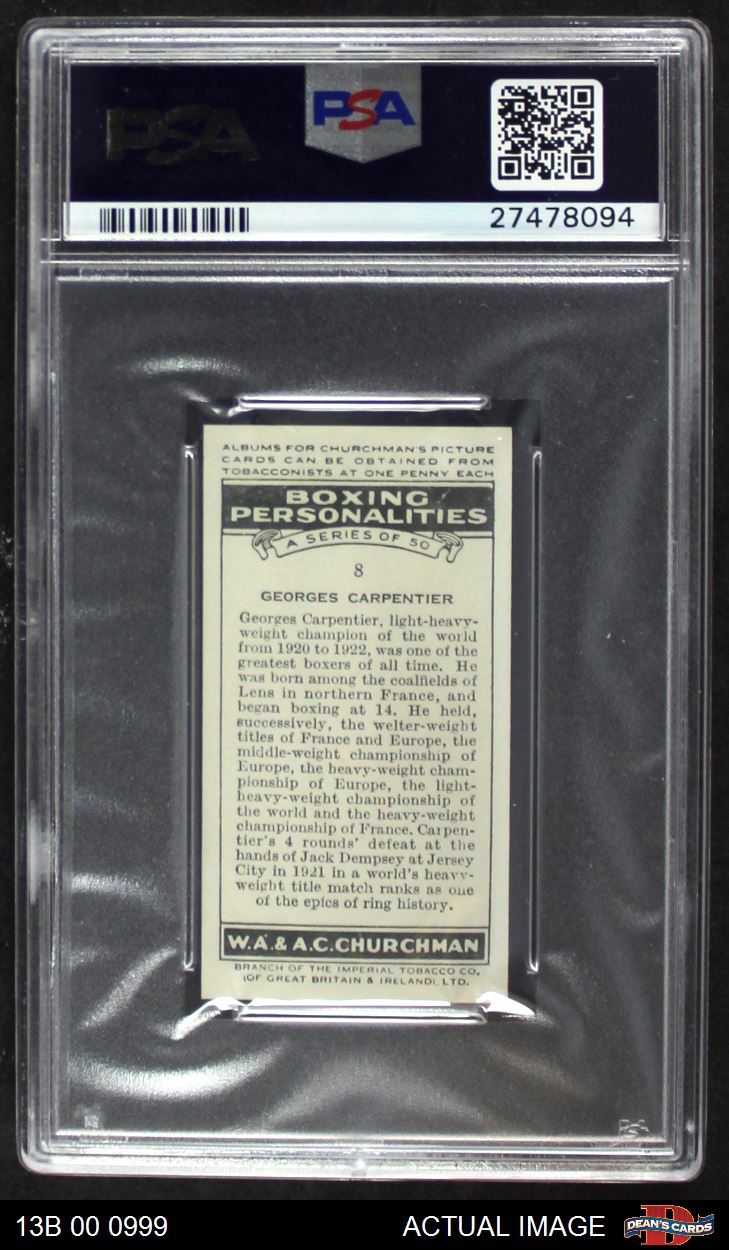 PSA
PSA
27478094
ALBUMS FOR CHURCHMAN'S PICTURE
CARDS CAN BE OBTAINED FROM
TOBACCONISTS AT ONE PENNY EACH
BOXING
PERSONALITIES
A SERIES OF 50
8
GEORGES CARPENTIER
Georges Carpentier, light-heavy-
weight champion of the world
from 1920 to 1922, was one of the
greatest boxers of all time. He
was born among the coalfields of
Lens in northern France, and
began boxing at 14. He held,
successively, the welter-weight
titles of France and Europe, the
middle-weight championship of
Europe, the heavy-weight cham-
pionship of Europe, the light-
heavy-weight championship of
the world and the heavy-weight
championship of France. Carpen-
tier's 4 rounds' defeat at the
hands of Jack Dempsey at Jersey
City in 1921 in a world's heavy-
weight title match ranks as one
of the epics of ring history.
W.A. & A.C. CHURCHMAN
BRANCH OF THE IMPERIAL TOBACCO CO.
(OF GREAT BRITAIN & IRELAND), LTD.
PSA
13B 00 0999
ACTUAL IMAGE
DEAN'S CARDS